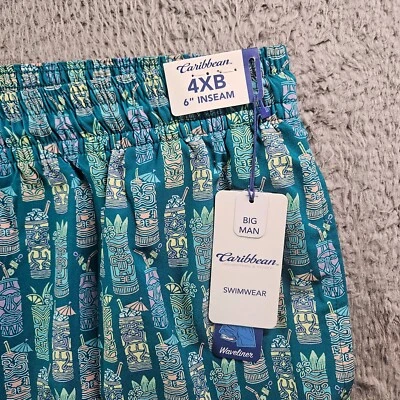 Caribbean
4XB
6" INSEAM
BIG
MAN
Caribbean
SWIMWEAR
Waveliner